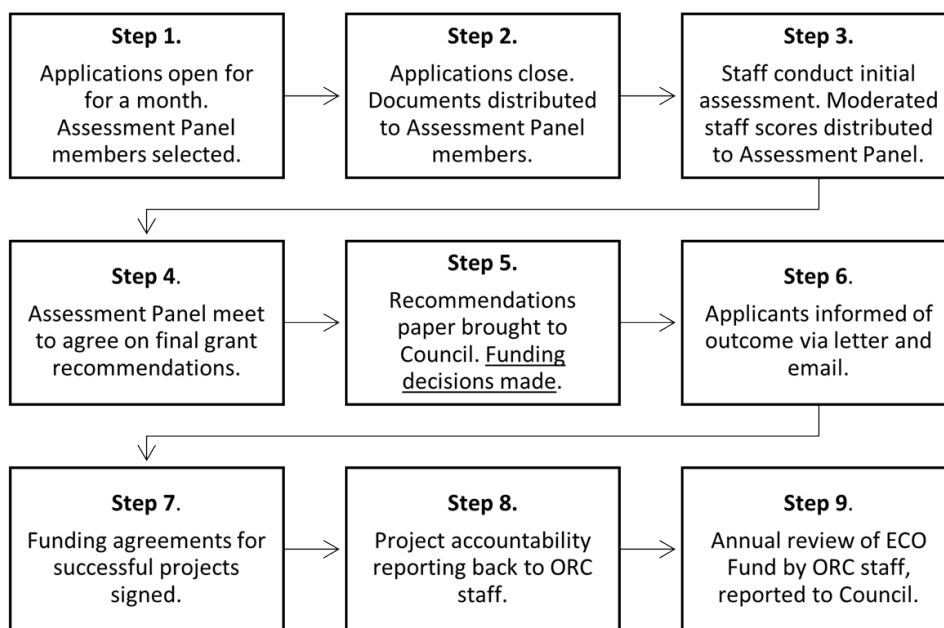 Step 1.
Applications open for
for a month.
Assessment Panel
members selected.
Step 2.
Applications close.
Documents distributed
to Assessment Panel
members.
Step 3.
Staff conduct initial
assessment. Moderated
staff scores distributed
to Assessment Panel.
Step 4.
Assessment Panel meet
to agree on final grant
recommendations.
Step 5.
Recommendations
paper brought to
Council. Funding
decisions made.
Step 6.
Applicants informed of
outcome via letter and
email.
Step 7.
Funding agreements for
successful projects
signed.
Step 8.
Project accountability
reporting back to ORC
staff.
Step 9.
Annual review of ECO
Fund by ORC staff,
reported to Council.